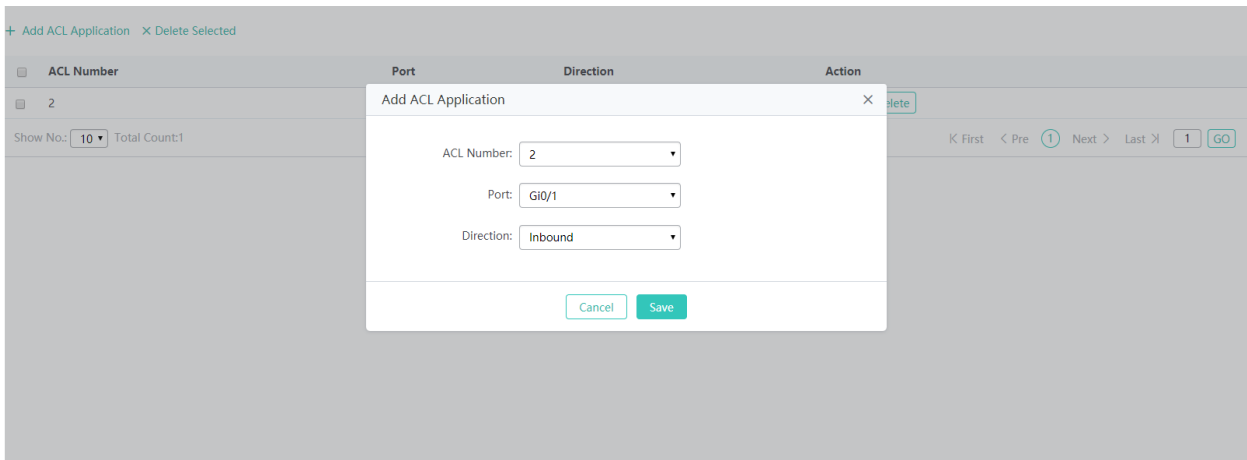 + Add ACL Application × Delete Selected
ACL Number Port Direction Action
2
Add ACL Application ×
elete
Show No.: 10 Total Count:1 First < Pre 1 Next > Last 1 GO
ACL Number: 2
Port: Gi0/1
Direction: Inbound
Cancel Save